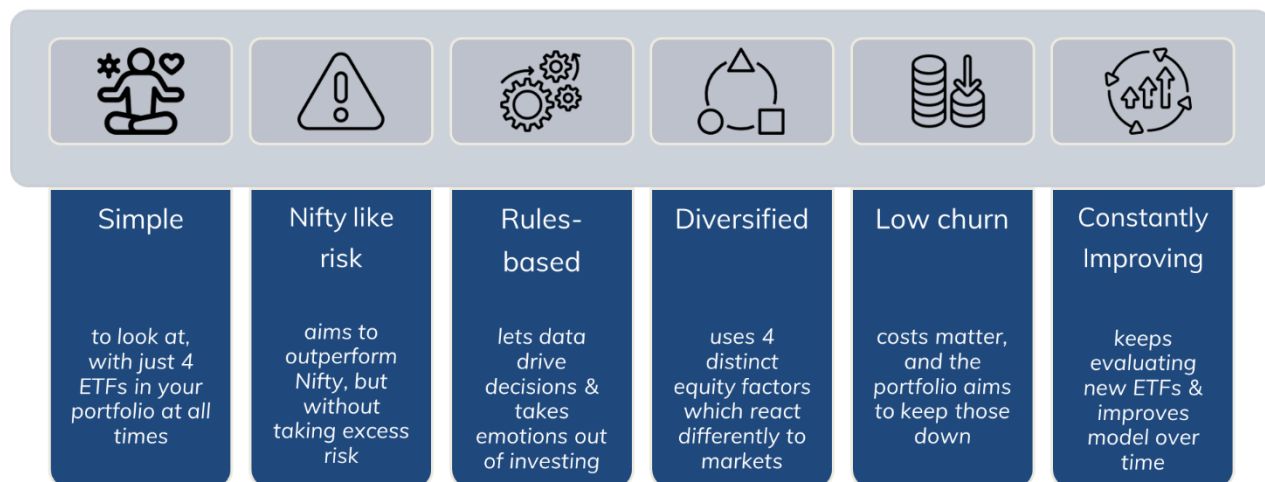 Simple
to look at,
with just 4
ETFs in your
portfolio at all
times
Nifty like
risk
aims to
outperform
Nifty, but
without
taking excess
risk
Rules-
based
lets data
drive
decisions &
takes
emotions out
of investing
Diversified
uses 4
distinct
equity factors
which react
differently to
markets
Low churn
costs matter,
and the
portfolio aims
to keep those
down
Constantly
Improving
keeps
evaluating
new ETFs &
improves
model over
time